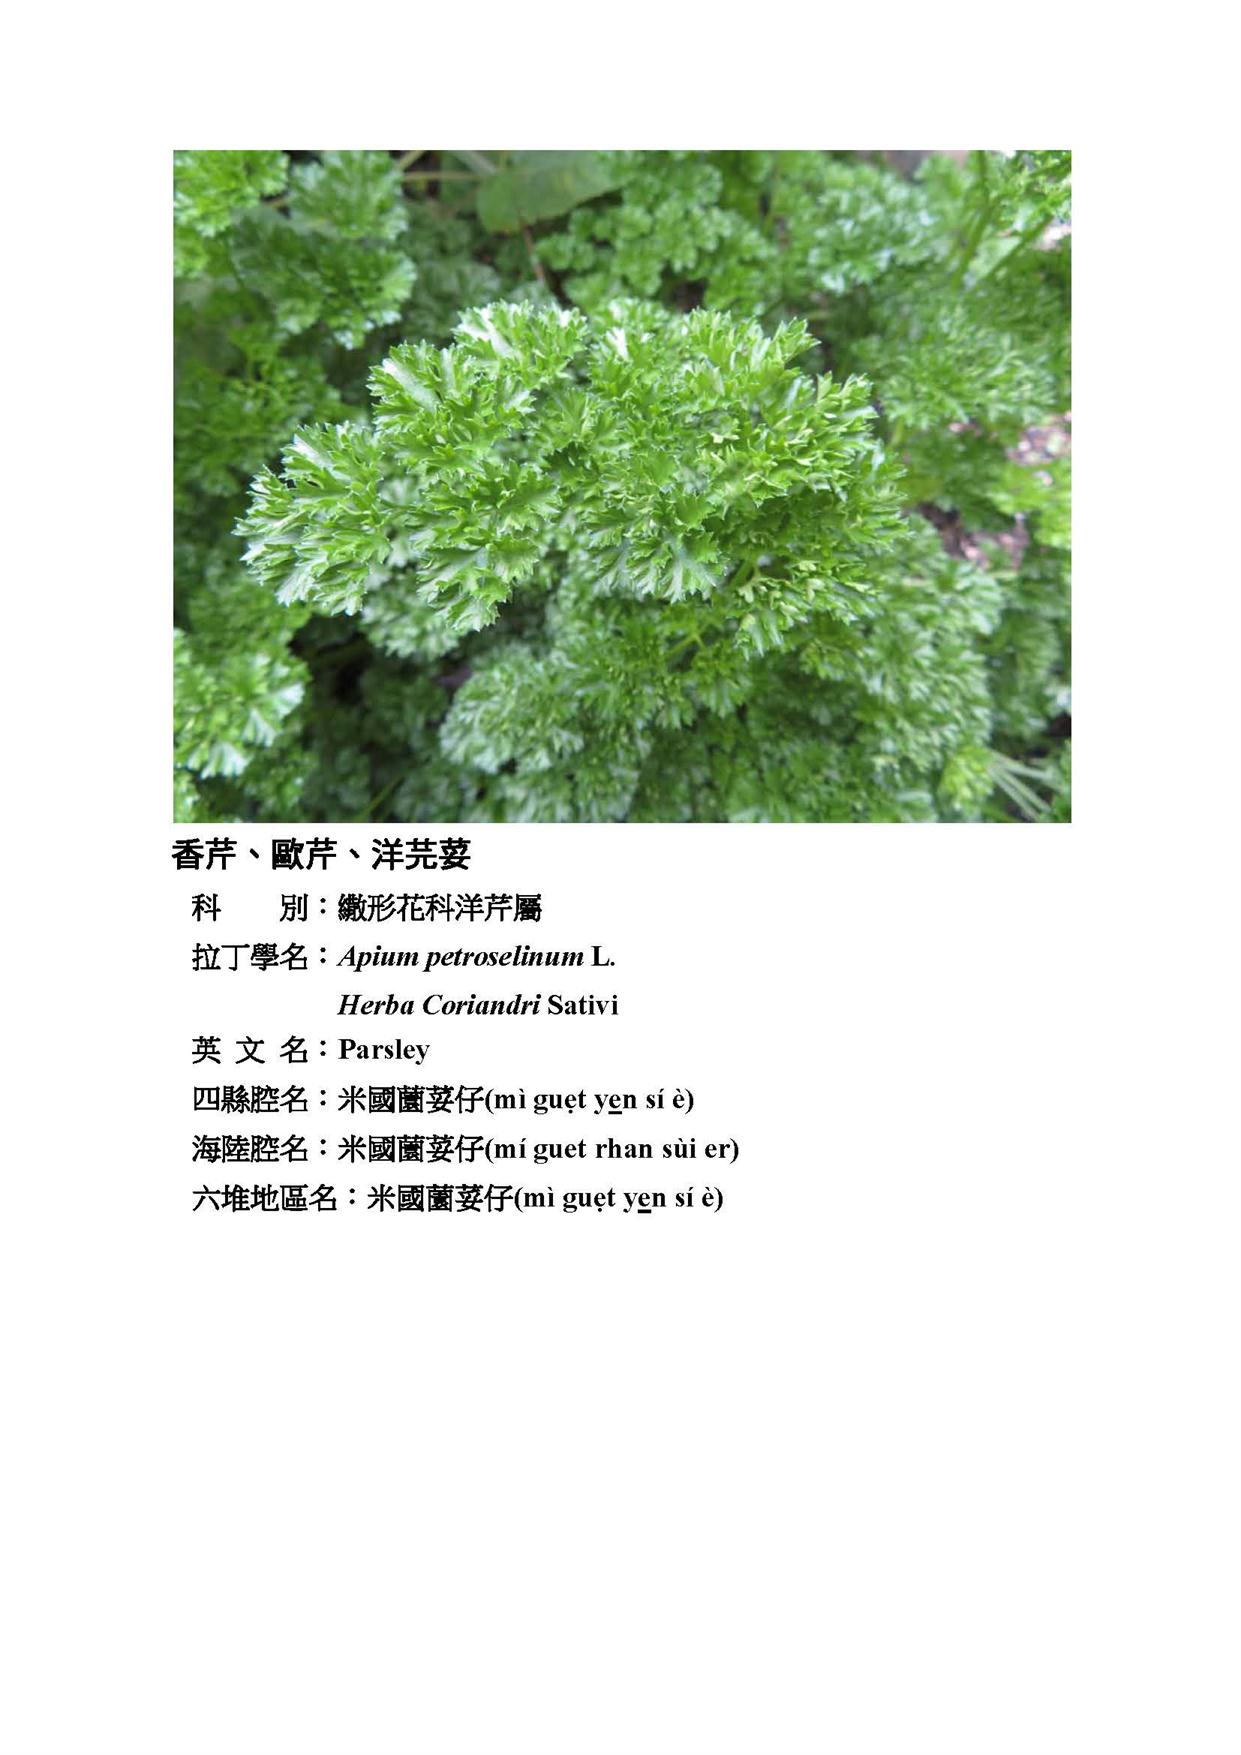 香芹、歐芹、洋芫荽
科　　別：繖形花科洋芹屬
拉丁學名：Apium petroselinum L.
Herba Coriandri Sativi
英 文 名：Parsley
四縣腔名：米國蘭荽仔(mì guẹt yen sí è)
海陸腔名：米國蘭荽仔(mí guet rhan sùi er)
六堆地區名：米國蘭荽仔(mì guẹt yen sí è)